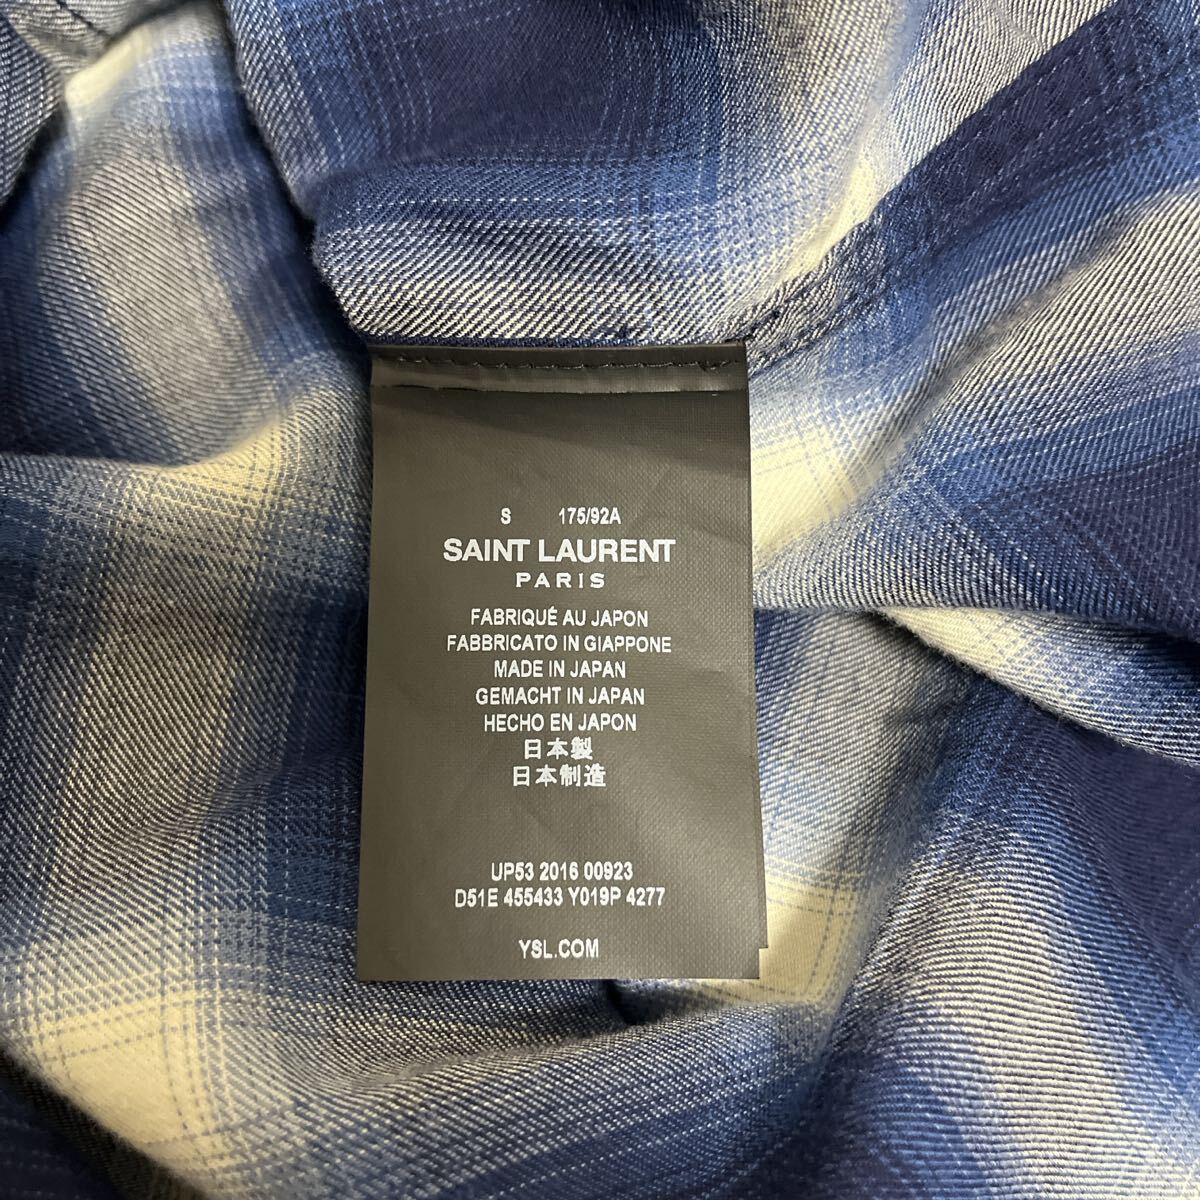 S 175/92A
SAINT LAURENT
PARIS
FABRIQUÉ AU JAPON
FABBRICATO IN GIAPPONE
MADE IN JAPAN
GEMACHT IN JAPAN
HECHO EN JAPON
日本製
日本制造
UP53 2016 00923
D51E 455433 Y019P 4277
YSL.COM